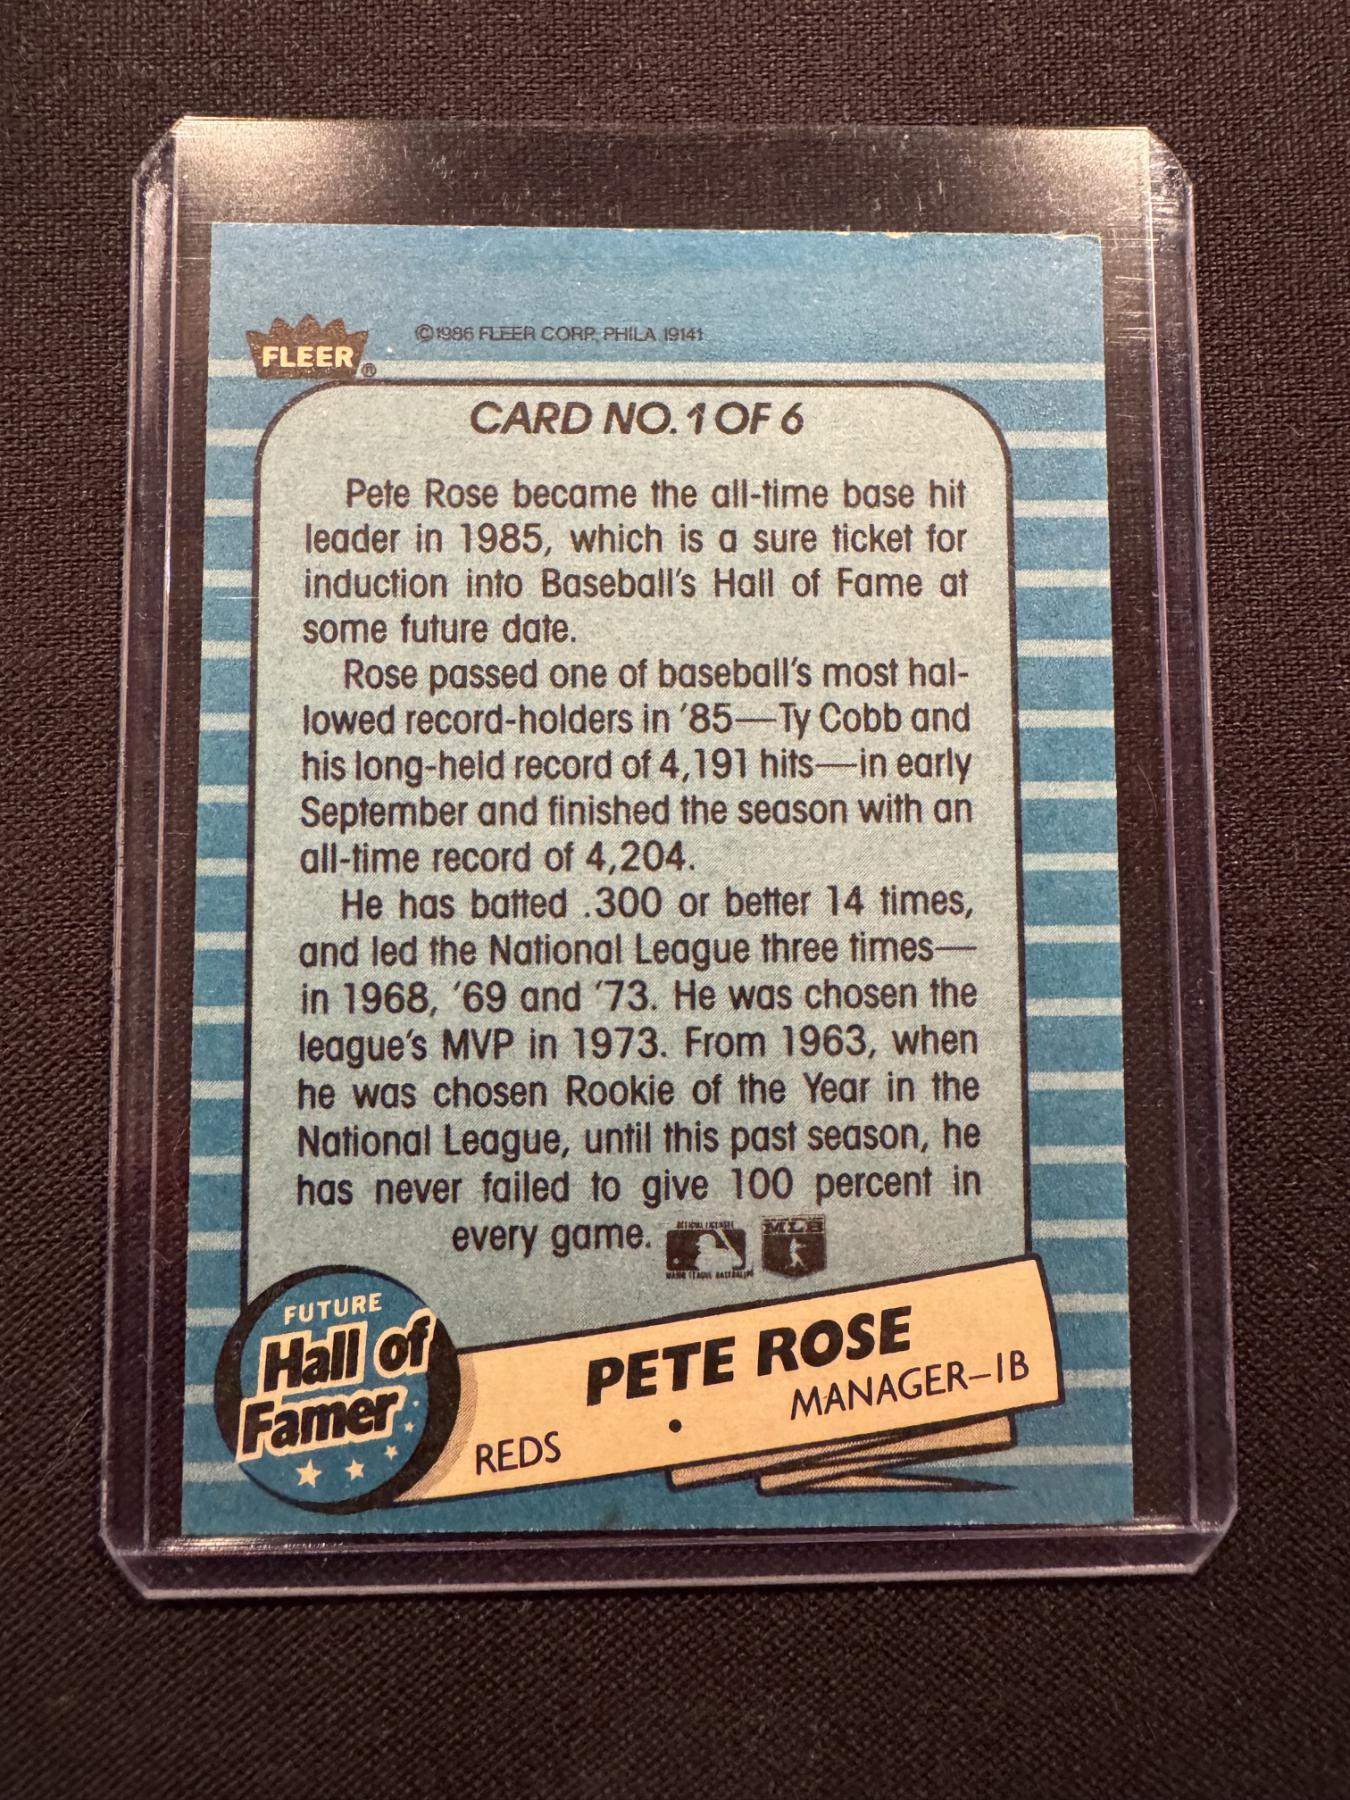 FLEER®
©1986 FLEER CORP. PHILA 19141
CARD NO. 1 OF 6
Pete Rose became the all-time base hit
leader in 1985, which is a sure ticket for
induction into Baseball's Hall of Fame at
some future date.
Rose passed one of baseball's most hal-
lowed record-holders in '85—Ty Cobb and
his long-held record of 4,191 hits—in early
September and finished the season with an
all-time record of 4,204.
He has batted .300 or better 14 times,
and led the National League three times—
in 1968, '69 and '73. He was chosen the
league's MVP in 1973. From 1963, when
he was chosen Rookie of the Year in the
National League, until this past season, he
has never failed to give 100 percent in
every game.
OFFICIAL LICENSEE
MAJOR LEAGUE BASEBALL
MLB
FUTURE
Hall of
Famer
PETE ROSE
REDS • MANAGER–1B